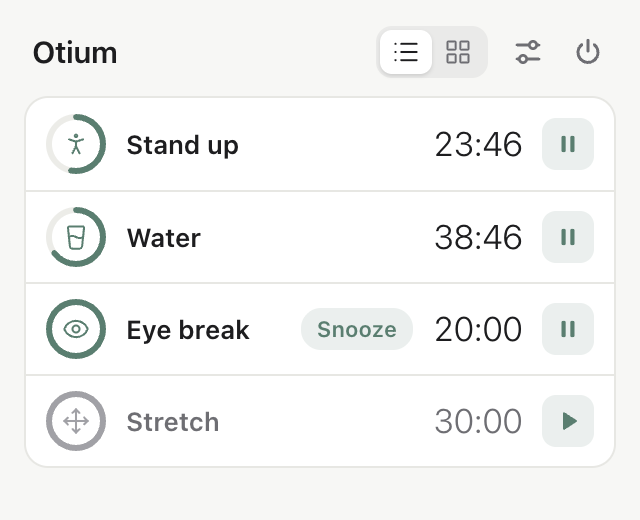 Otium
Stand up 23:46
Water 38:46
Eye break Snooze 20:00
Stretch 30:00